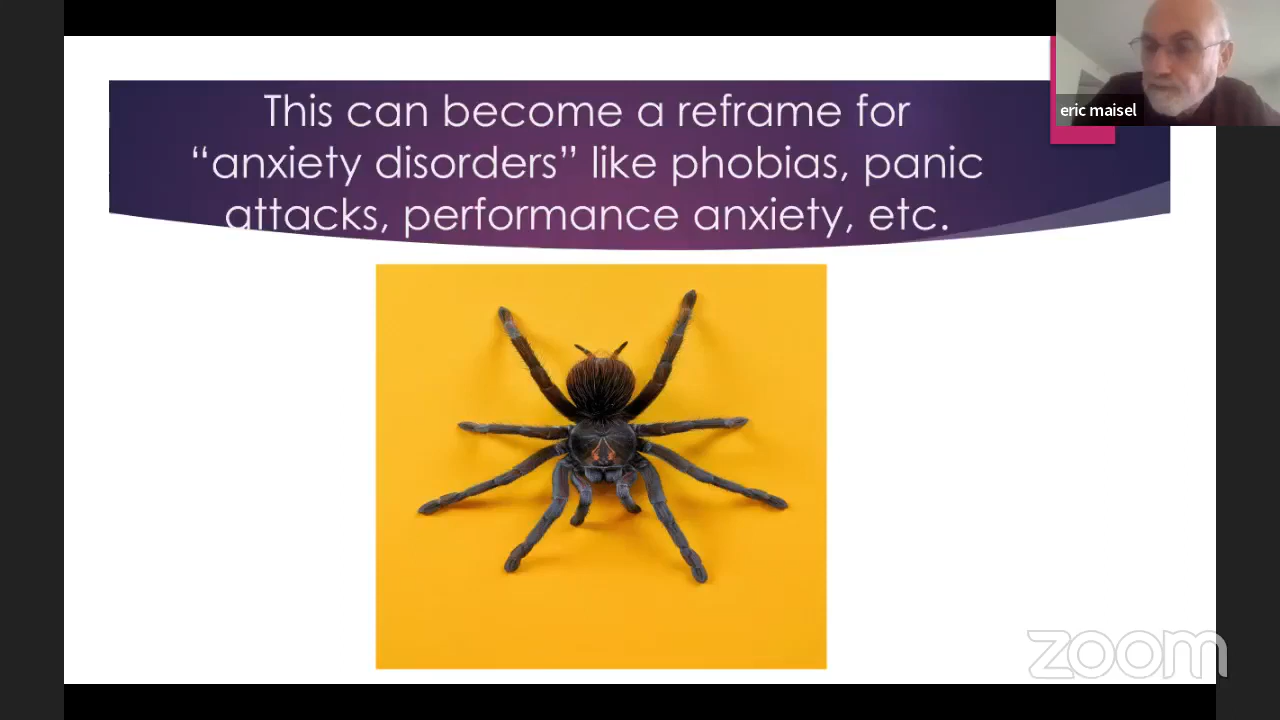 This can become a reframe for
“anxiety disorders” like phobias, panic
attacks, performance anxiety, etc.
eric maisel
zoom